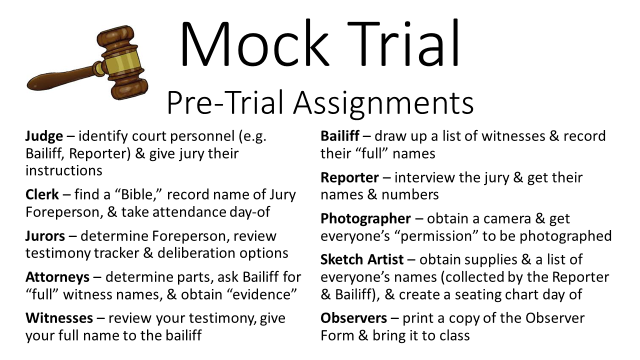 Mock Trial
Pre-Trial Assignments
Judge – identify court personnel (e.g.
Bailiff, Reporter) & give jury their
instructions
Clerk – find a “Bible,” record name of Jury
Foreperson, & take attendance day-of
Jurors – determine Foreperson, review
testimony tracker & deliberation options
Attorneys – determine parts, ask Bailiff for
“full” witness names, & obtain “evidence”
Witnesses – review your testimony, give
your full name to the bailiff
Bailiff – draw up a list of witnesses & record
their “full” names
Reporter – interview the jury & get their
names & numbers
Photographer – obtain a camera & get
everyone’s “permission” to be photographed
Sketch Artist – obtain supplies & a list of
everyone’s names (collected by the Reporter
& Bailiff), & create a seating chart day of
Observers – print a copy of the Observer
Form & bring it to class